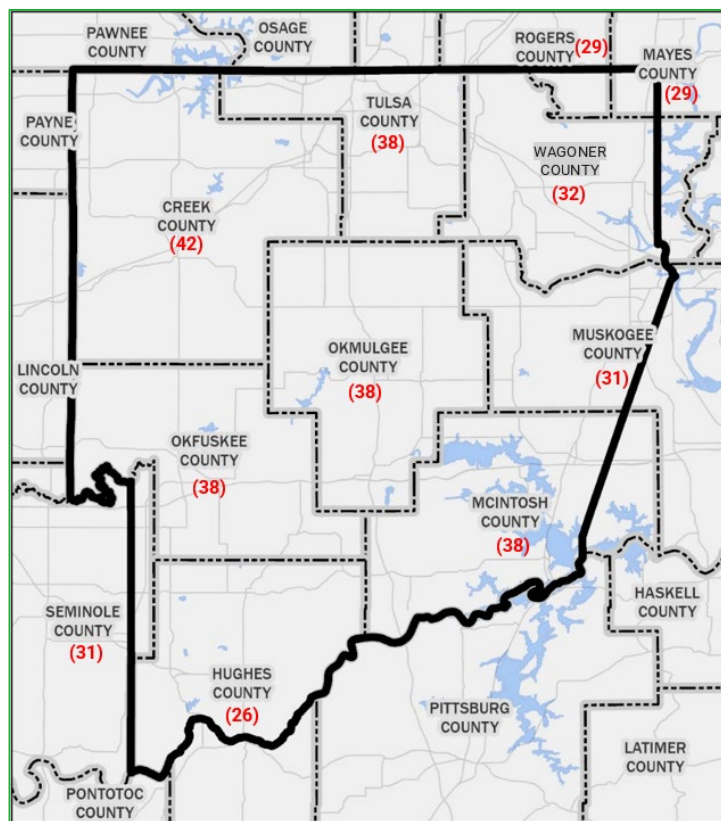 PAWNEE
COUNTY
OSAGE
COUNTY
ROGERS
COUNTY (29)
MAYES
COUNTY
(29)
PAYNE
COUNTY
TULSA
COUNTY
(38)
WAGONER
COUNTY
(32)
CREEK
COUNTY
(42)
LINCOLN
COUNTY
OKMULGEE
COUNTY
(38)
MUSKOGEE
COUNTY
(31)
OKFUSKEE
COUNTY
(38)
MCINTOSH
COUNTY
(38)
SEMINOLE
COUNTY
(31)
HASKELL
COUNTY
HUGHES
COUNTY
(26)
PITTSBURG
COUNTY
LATIMER
COUNTY
PONTOTOC
COUNTY